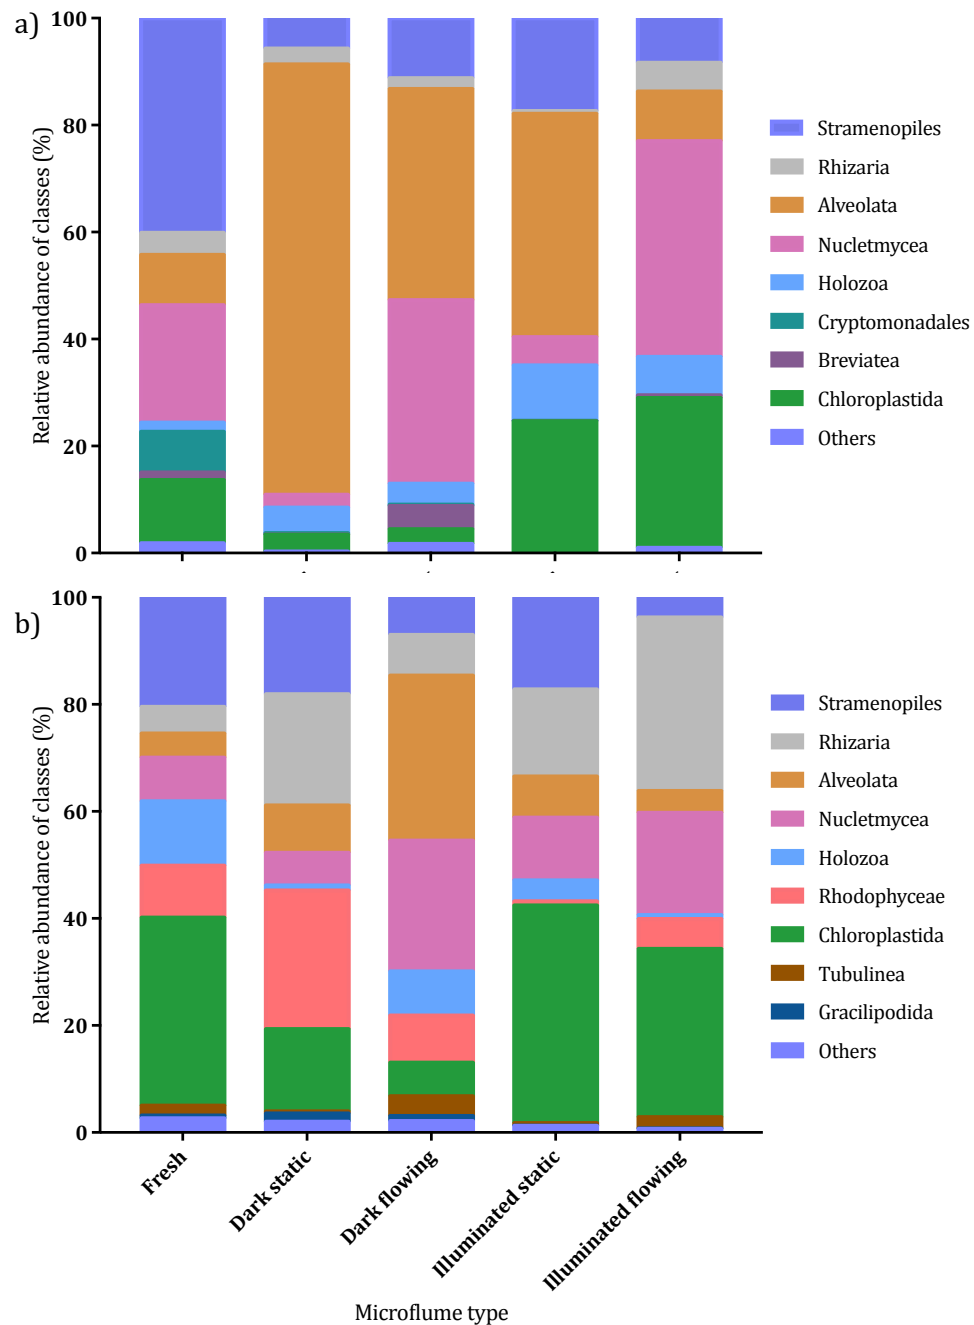 a)
Relative abundance of classes (%)
100
80
60
40
20
0
Stramenopiles
Rhizaria
Alveolata
Nucletmycea
Holozoa
Cryptomonadales
Breviatea
Chloroplastida
Others
b)
Relative abundance of classes (%)
100
80
60
40
20
0
Stramenopiles
Rhizaria
Alveolata
Nucletmycea
Holozoa
Rhodophyceae
Chloroplastida
Tubulinea
Gracilipodida
Others
Fresh
Dark static
Dark flowing
Illuminated static
Illuminated flowing
Microflume type